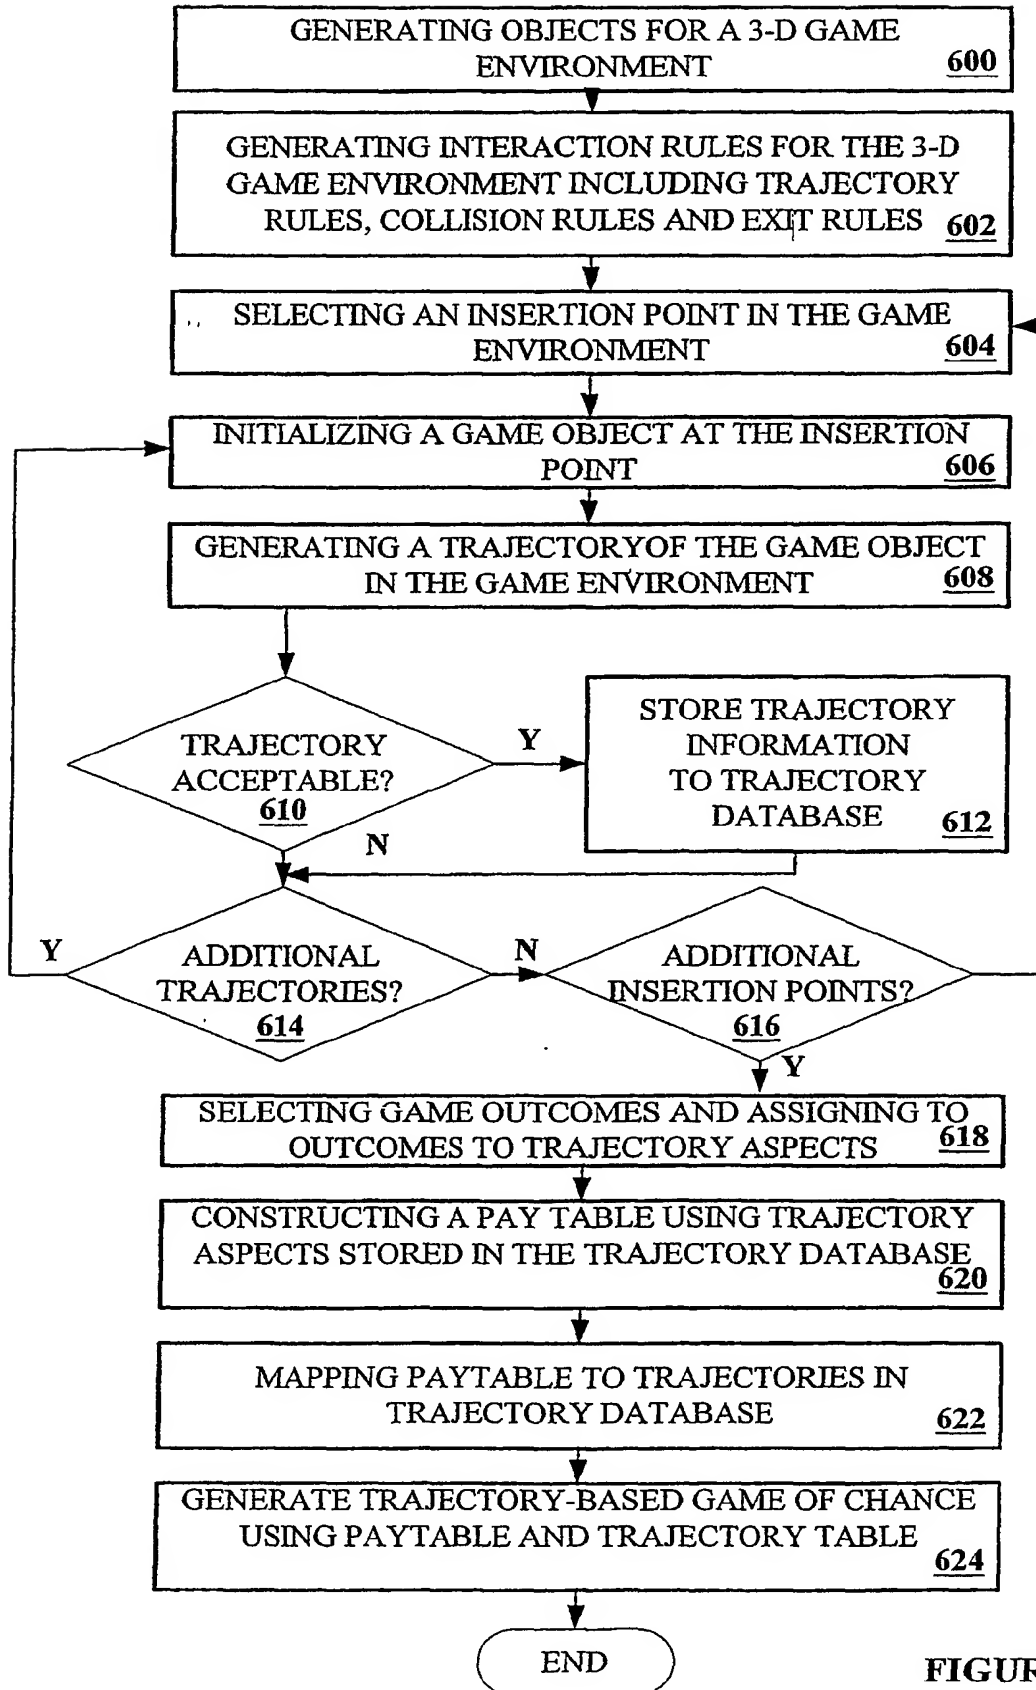 GENERATING OBJECTS FOR A 3-D GAME
ENVIRONMENT 600
GENERATING INTERACTION RULES FOR THE 3-D
GAME ENVIRONMENT INCLUDING TRAJECTORY
RULES, COLLISION RULES AND EXIT RULES 602
SELECTING AN INSERTION POINT IN THE GAME
ENVIRONMENT 604
INITIALIZING A GAME OBJECT AT THE INSERTION
POINT 606
GENERATING A TRAJECTORYOF THE GAME OBJECT
IN THE GAME ENVIRONMENT 608
TRAJECTORY
ACCEPTABLE?
610
Y
N
STORE TRAJECTORY
INFORMATION
TO TRAJECTORY
DATABASE 612
Y
ADDITIONAL
TRAJECTORIES?
614
N
ADDITIONAL
INSERTION POINTS?
616
Y
SELECTING GAME OUTCOMES AND ASSIGNING TO
OUTCOMES TO TRAJECTORY ASPECTS 618
CONSTRUCTING A PAY TABLE USING TRAJECTORY
ASPECTS STORED IN THE TRAJECTORY DATABASE
620
MAPPING PAYTABLE TO TRAJECTORIES IN
TRAJECTORY DATABASE 622
GENERATE TRAJECTORY-BASED GAME OF CHANCE
USING PAYTABLE AND TRAJECTORY TABLE
624
END